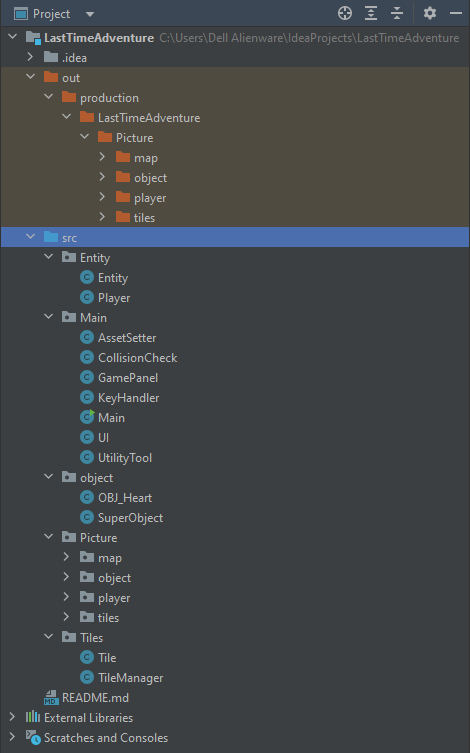 Project
LastTimeAdventure C:\Users\Dell Alienware\IdeaProjects\LastTimeAdventure
.idea
out
production
LastTimeAdventure
Picture
map
object
player
tiles
src
Entity
C Entity
C Player
Main
C AssetSetter
C CollisionCheck
C GamePanel
C KeyHandler
C Main
C UI
C UtilityTool
object
C OBJ_Heart
C SuperObject
Picture
map
object
player
tiles
Tiles
C Tile
C TileManager
MD README.md
External Libraries
Scratches and Consoles